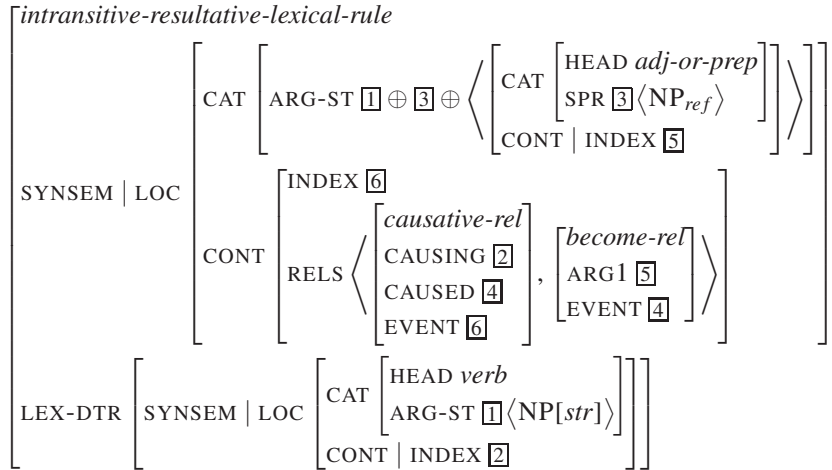 intransitive-resultative-lexical-rule
SYNSEM | LOC
CAT [ARG-ST 1 ⊕ 3 ⊕ ⟨[CAT [HEAD adj-or-prep
SPR 3⟨NPref⟩]
CONT | INDEX 5]⟩]
CONT [INDEX 6
RELS ⟨[causative-rel
CAUSING 2
CAUSED 4
EVENT 6],
[become-rel
ARG1 5
EVENT 4]⟩]
LEX-DTR [SYNSEM | LOC [CAT [HEAD verb
ARG-ST 1⟨NP[str]⟩]
CONT | INDEX 2]]